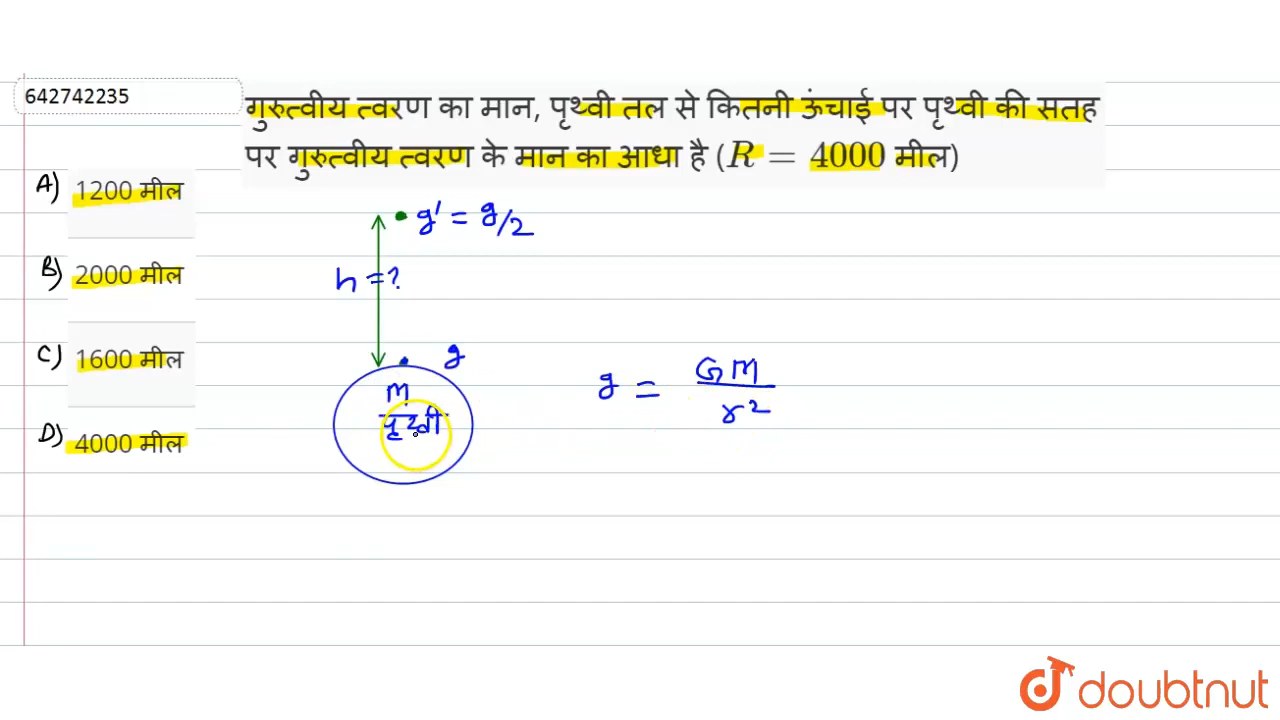 642742235
गुरुत्वीय त्वरण का मान, पृथ्वी तल से कितनी ऊंचाई पर पृथ्वी की सतह
पर गुरुत्वीय त्वरण के मान का आधा है (R = 4000 मील)
A) 1200 मील
B) 2000 मील
C) 1600 मील
D) 4000 मील
g' = g/2
h = ?
g
M
पृथ्वी
g = GM/r²
doubtnut